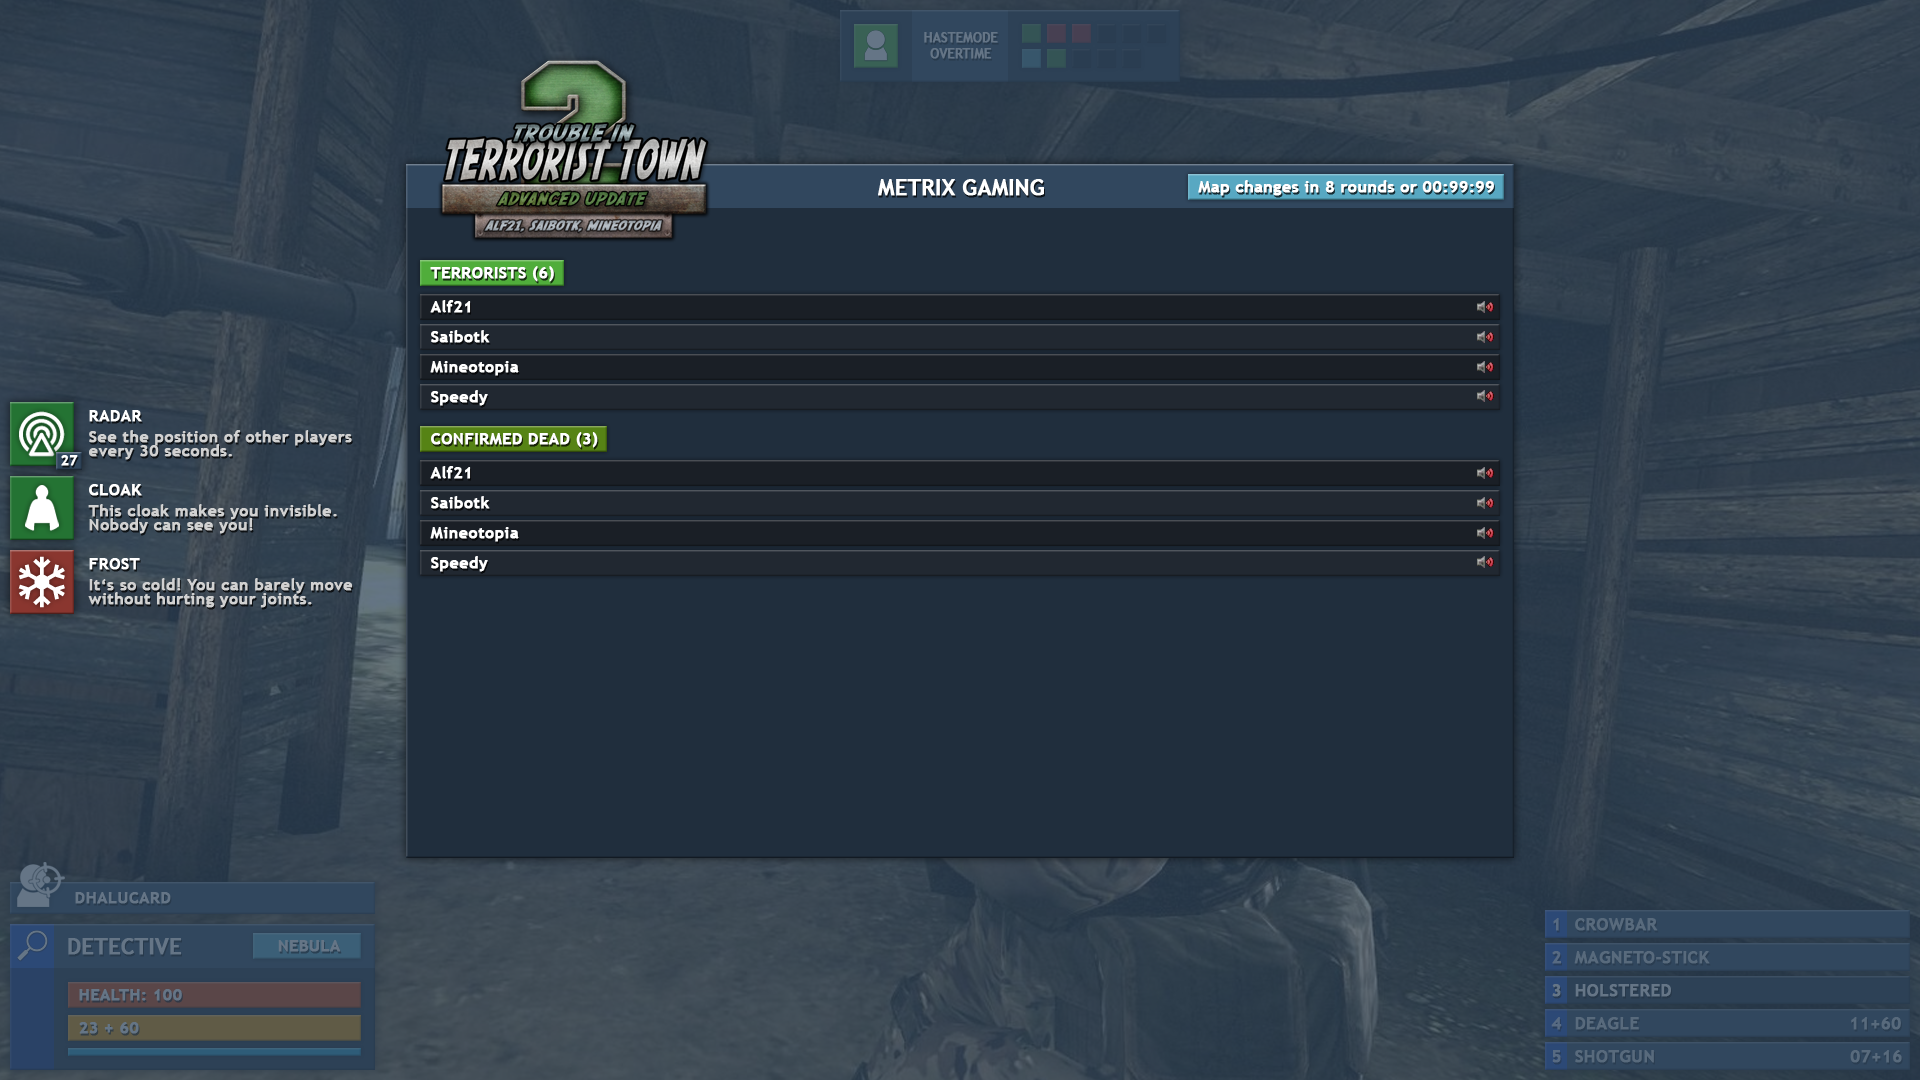 HASTEMODE
OVERTIME
TROUBLE IN
TERRORIST TOWN
ADVANCED UPDATE
ALF21, SAIBOTK, MINEOTOPIA
METRIX GAMING
Map changes in 8 rounds or 00:99:99
TERRORISTS (6)
Alf21
Saibotk
Mineotopia
Speedy
CONFIRMED DEAD (3)
Alf21
Saibotk
Mineotopia
Speedy
RADAR
See the position of other players
every 30 seconds.
27
CLOAK
This cloak makes you invisible.
Nobody can see you!
FROST
It's so cold! You can barely move
without hurting your joints.
DHALUCARD
DETECTIVE
NEBULA
HEALTH: 100
23 + 60
1 CROWBAR
2 MAGNETO-STICK
3 HOLSTERED
4 DEAGLE 11+60
5 SHOTGUN 07+16